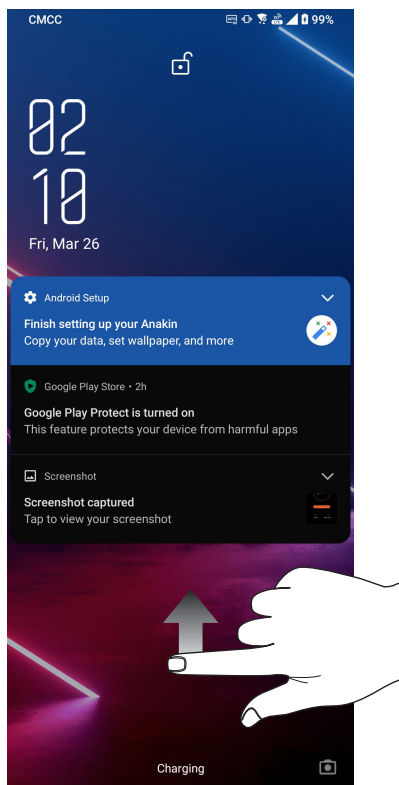 CMCC
99%
02
10
Fri, Mar 26
Android Setup
Finish setting up your Anakin
Copy your data, set wallpaper, and more
Google Play Store • 2h
Google Play Protect is turned on
This feature protects your device from harmful apps
Screenshot
Screenshot captured
Tap to view your screenshot
Charging